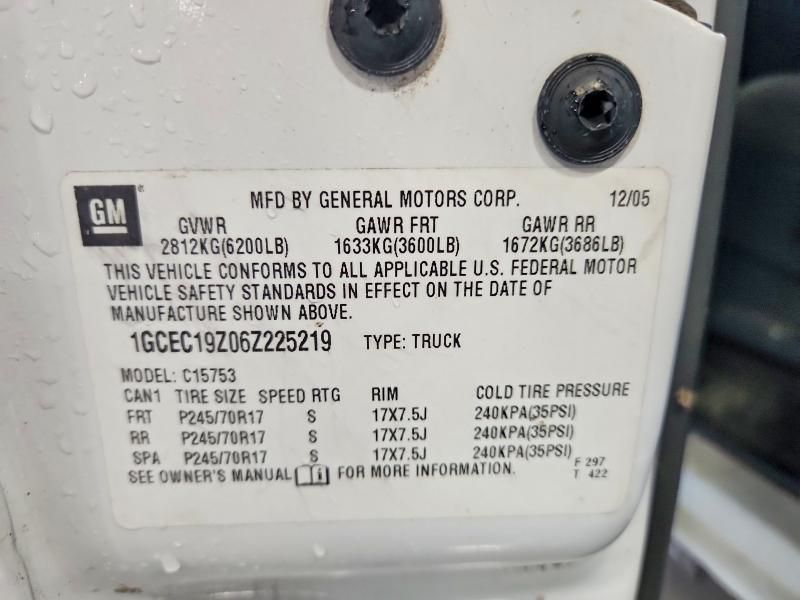 GM
MFD BY GENERAL MOTORS CORP. 12/05
GVWR GAWR FRT GAWR RR
2812KG(6200LB) 1633KG(3600LB) 1672KG(3686LB)
THIS VEHICLE CONFORMS TO ALL APPLICABLE U.S. FEDERAL MOTOR
VEHICLE SAFETY STANDARDS IN EFFECT ON THE DATE OF
MANUFACTURE SHOWN ABOVE.
1GCEC19Z06Z225219 TYPE: TRUCK
MODEL: C15753
CAN1 TIRE SIZE SPEED RTG RIM COLD TIRE PRESSURE
FRT P245/70R17 S 17X7.5J 240KPA(35PSI)
RR P245/70R17 S 17X7.5J 240KPA(35PSI)
SPA P245/70R17 S 17X7.5J 240KPA(35PSI)
SEE OWNER'S MANUAL FOR MORE INFORMATION. F 297
T 422